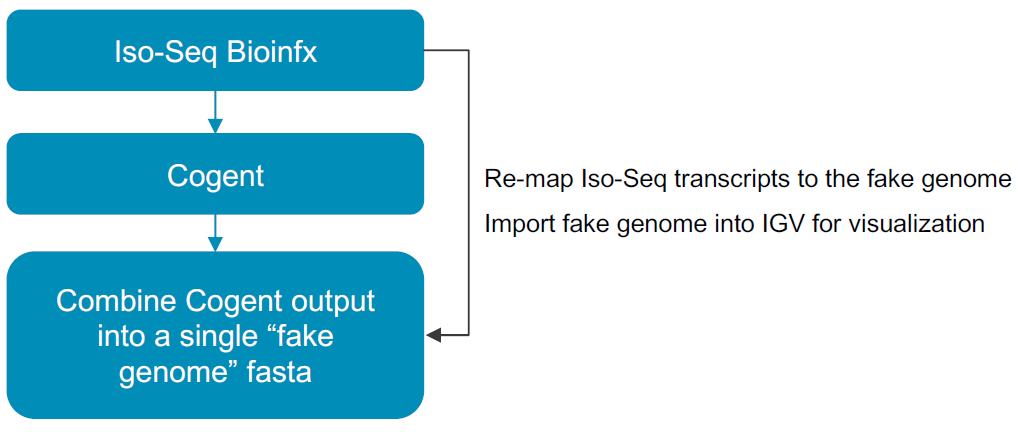 Iso-Seq Bioinfx
Cogent
Re-map Iso-Seq transcripts to the fake genome
Import fake genome into IGV for visualization
Combine Cogent output
into a single “fake
genome” fasta